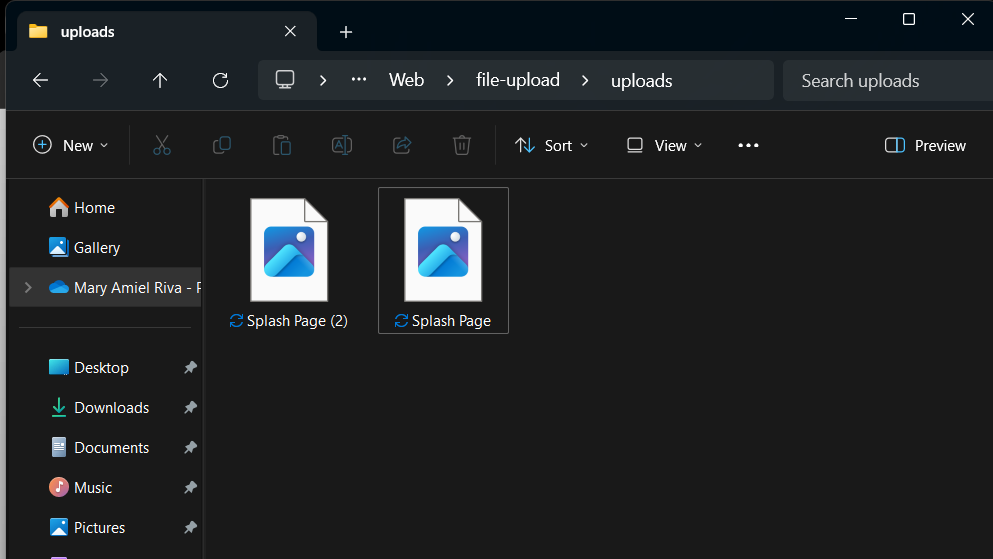 uploads
Web > file-upload > uploads
Search uploads
New
Sort
View
Preview
Home
Gallery
Mary Amiel Riva -
Desktop
Downloads
Documents
Music
Pictures
Splash Page (2)
Splash Page